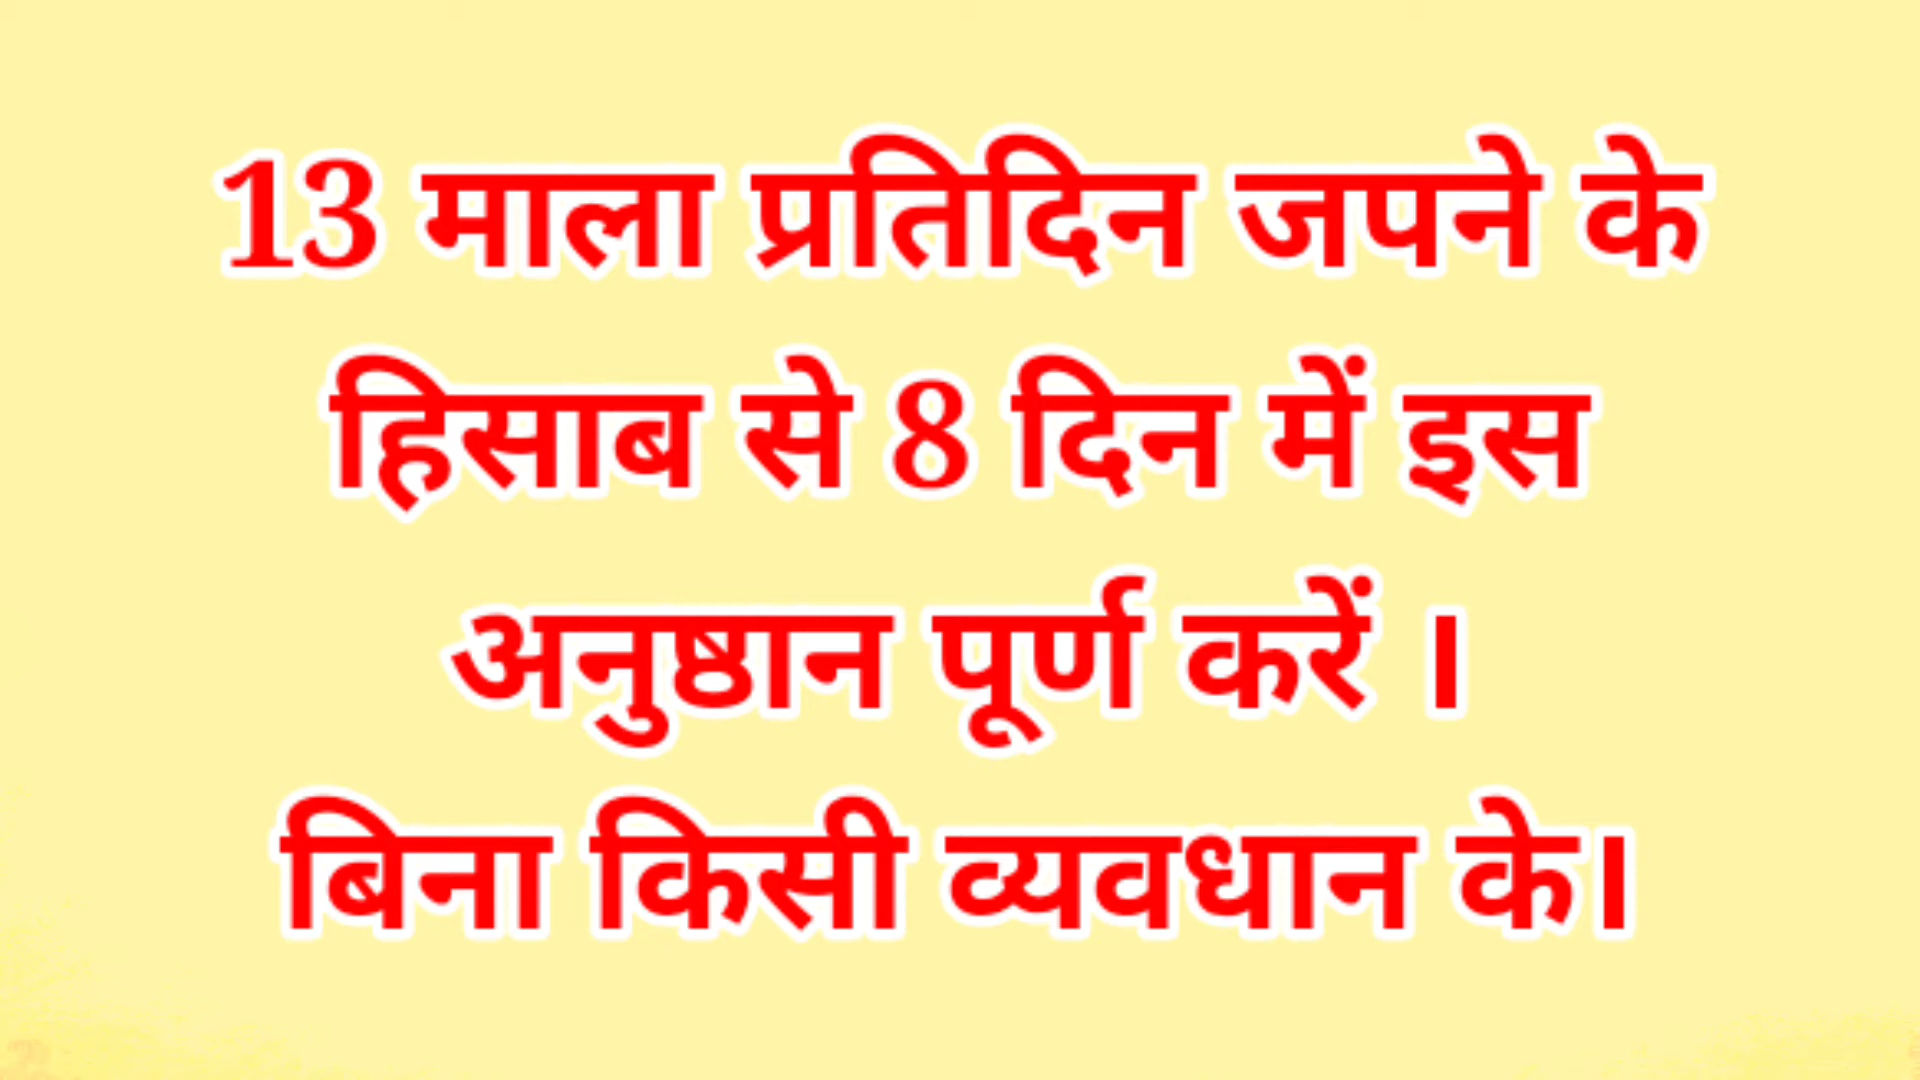 13 माला प्रतिदिन जपने के
हिसाब से 8 दिन में इस
अनुष्ठान पूर्ण करें ।
बिना किसी व्यवधान के।